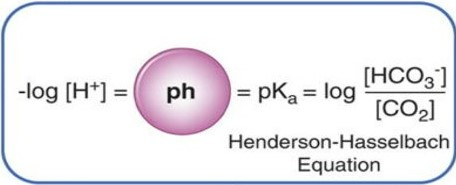 -log [H⁺] = ph = pKₐ = log [HCO₃⁻] / [CO₂]
Henderson-Hasselbach
Equation